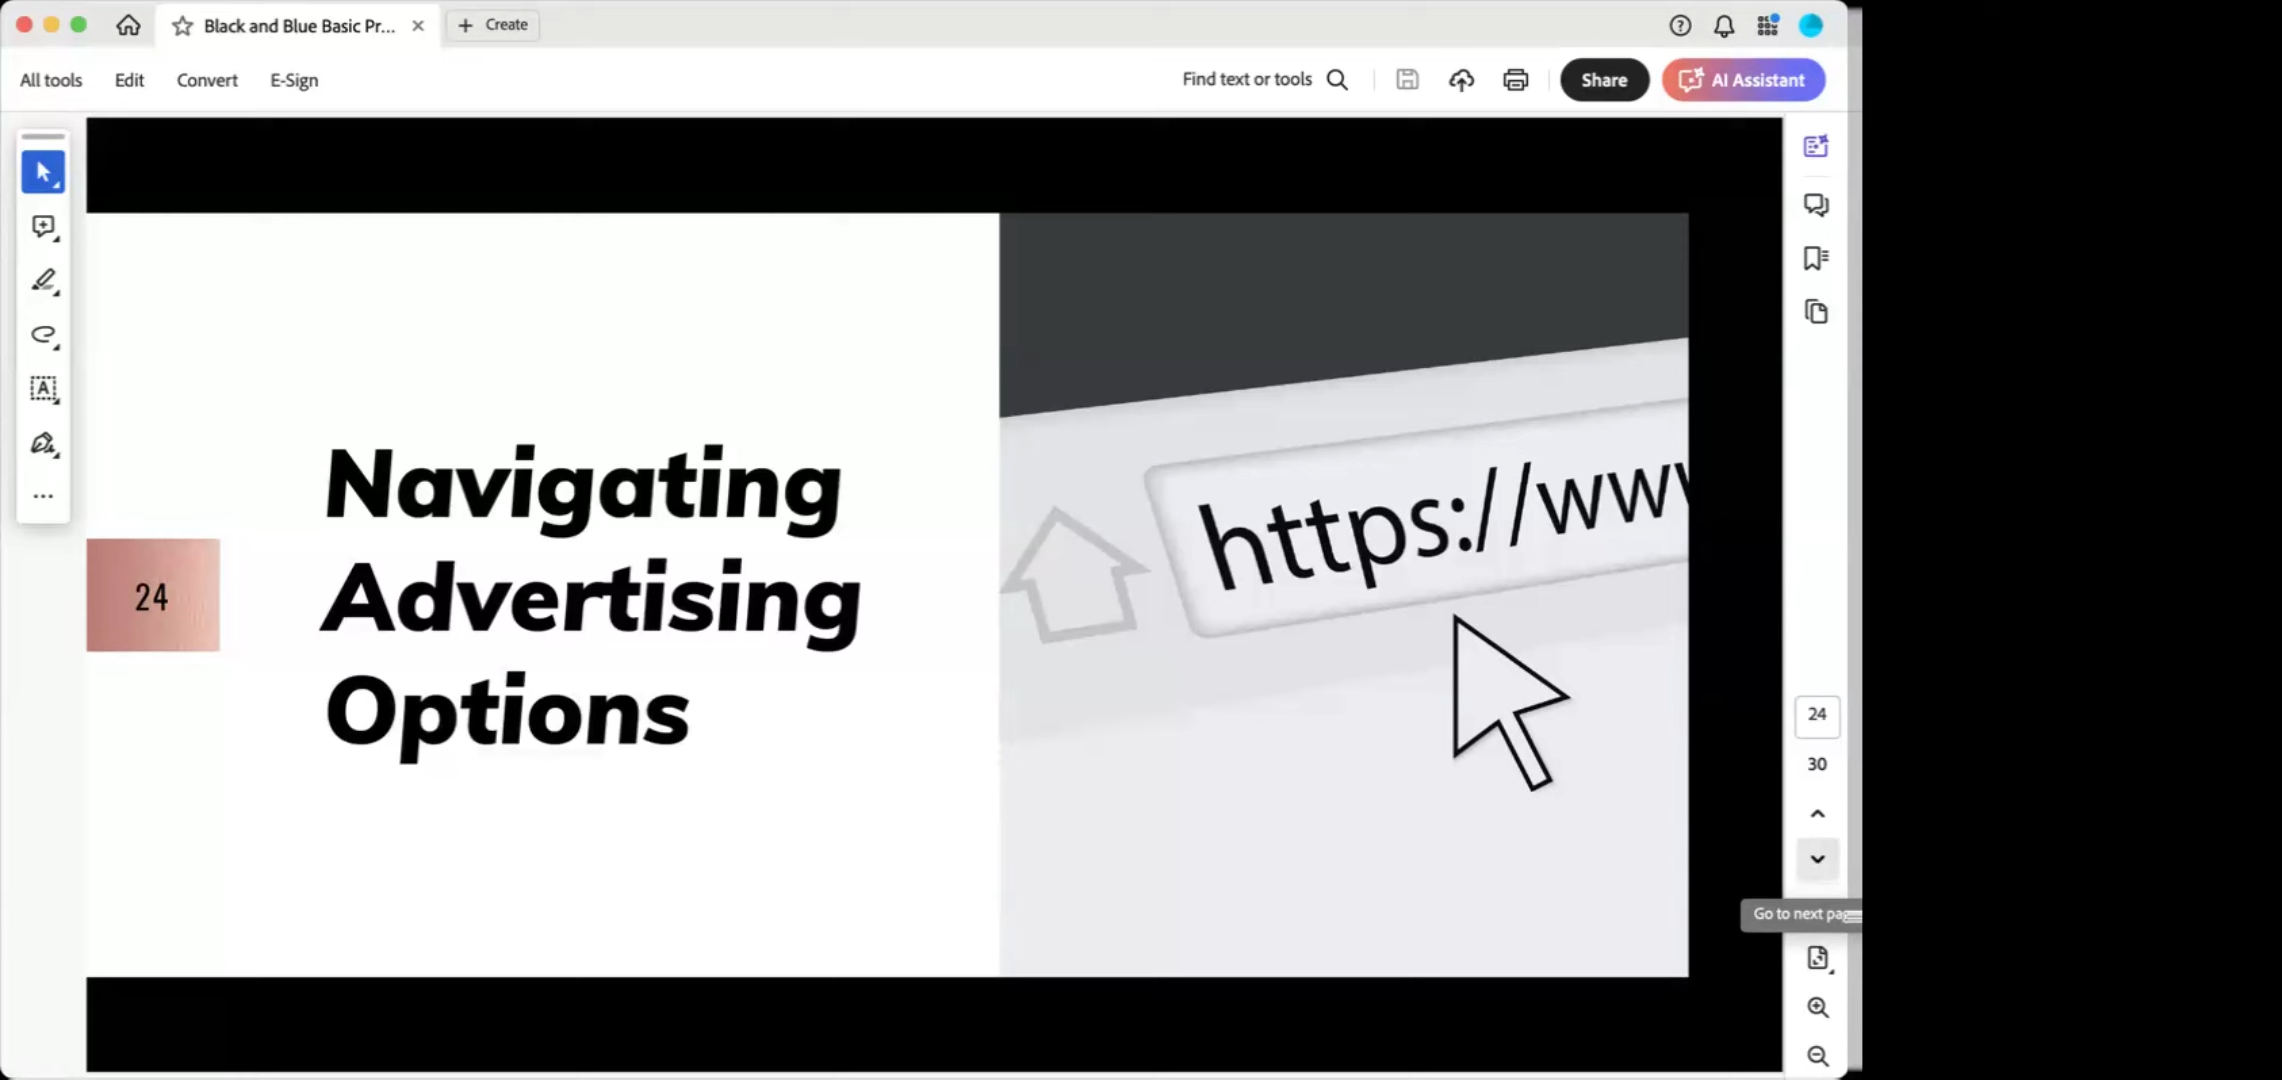 Black and Blue Basic Pr...
Create
All tools
Edit
Convert
E-Sign
Find text or tools
Share
AI Assistant
24
Navigating
Advertising
Options
https://ww
24
30
Go to next pag